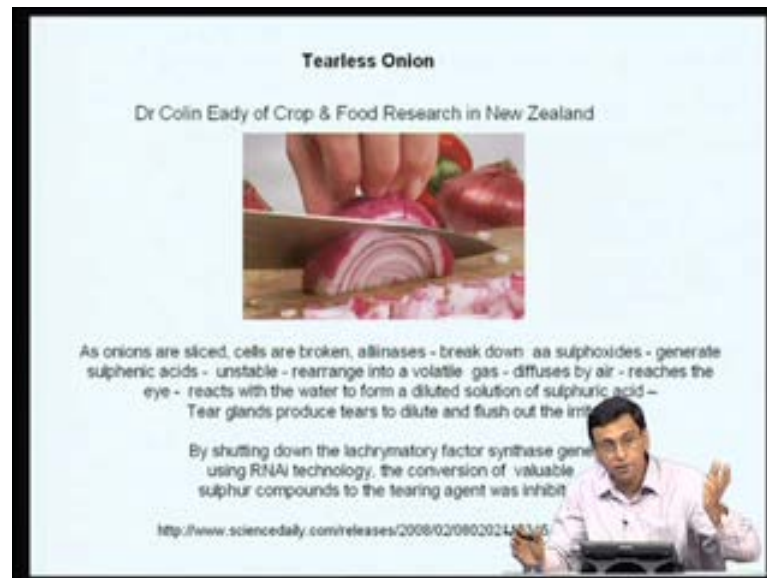 Tearless Onion
Dr Colin Eady of Crop & Food Research in New Zealand
As onions are sliced, cells are broken, alliinases - break down aa sulphoxides - generate
sulphenic acids - unstable - rearrange into a volatile gas - diffuses by air - reaches the
eye - reacts with the water to form a diluted solution of sulphuric acid –
Tear glands produce tears to dilute and flush out the
By shutting down the lachrymatory factor synthase gene
using RNAi technology, the conversion of valuable
sulphur compounds to the tearing agent was inhibit